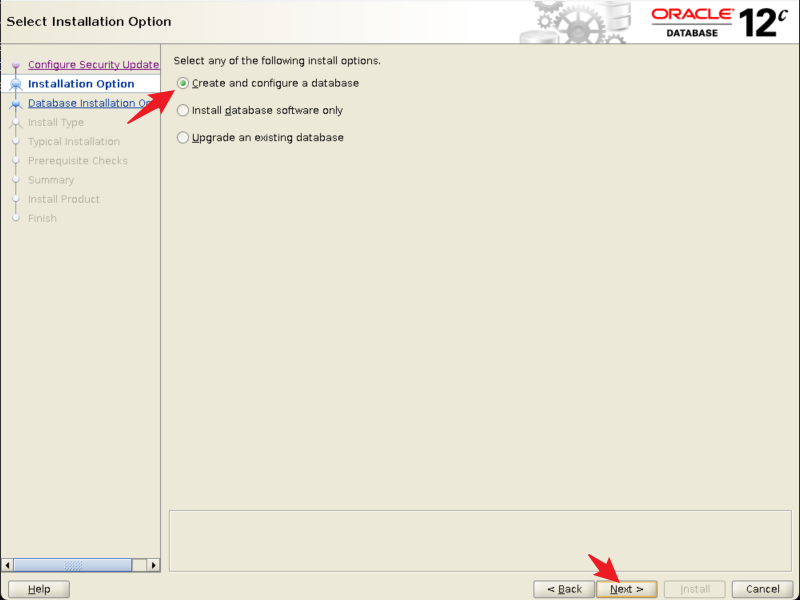 Select Installation Option
ORACLE®
DATABASE
12c
Configure Security Update
Installation Option
Database Installation Op
Install Type
Typical Installation
Prerequisite Checks
Summary
Install Product
Finish
Select any of the following install options.
Create and configure a database
Install database software only
Upgrade an existing database
Help
< Back
Next >
Install
Cancel